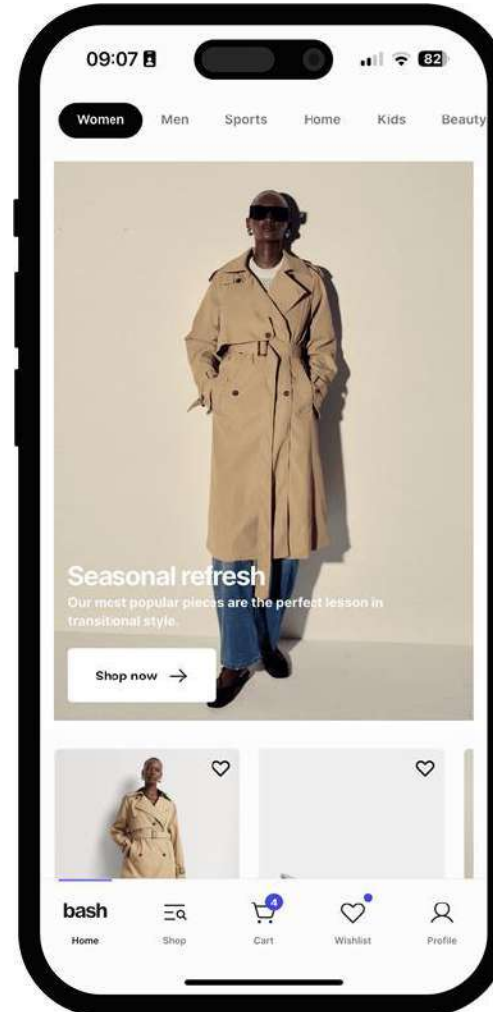 09:07
82
Women Men Sports Home Kids Beauty
Seasonal refresh
Our most popular pieces are the perfect lesson in
transitional style.
Shop now →
4
bash
Home Shop Cart Wishlist Profile